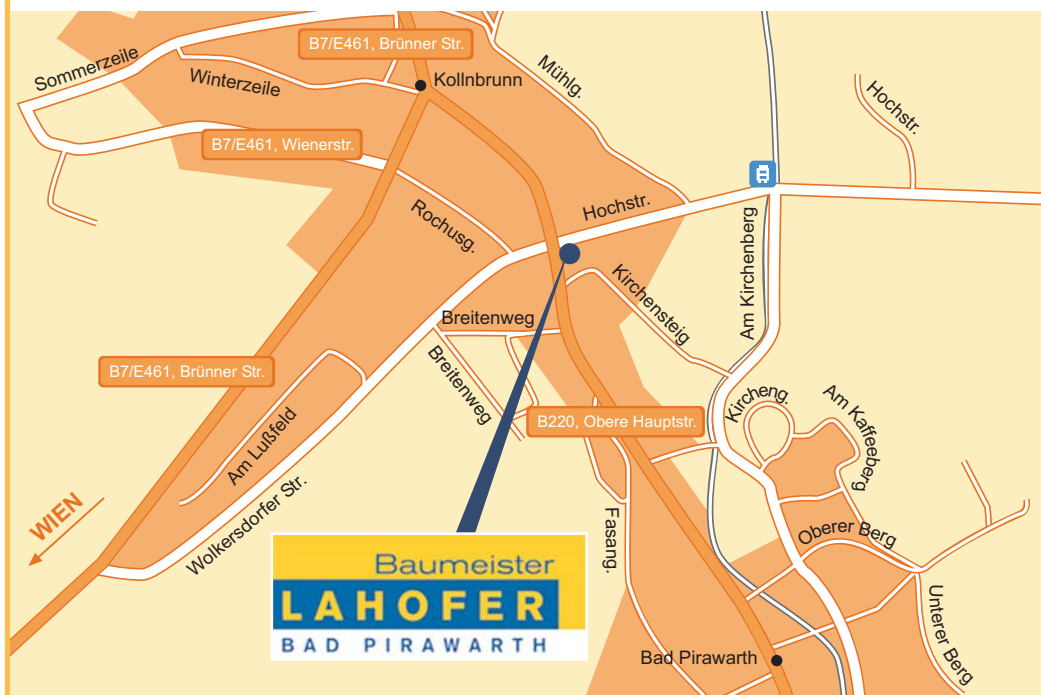 B7/E461, Brünner Str.
Sommerzeile
Winterzeile
Kollnbrunn
Mühlg.
Hochstr.
B7/E461, Wienerstr.
Rochusg.
Hochstr.
Am Kirchenberg
Kirchensteig
Breitenweg
Breitenweg
B7/E461, Brünner Str.
Kircheng.
Am Kaffeeberg
B220, Obere Hauptstr.
Am Lußfeld
WIEN
Wolkersdorfer Str.
Fasang.
Oberer Berg
Unterer Berg
Baumeister
LAHOFER
BAD PIRAWARTH
Bad Pirawarth